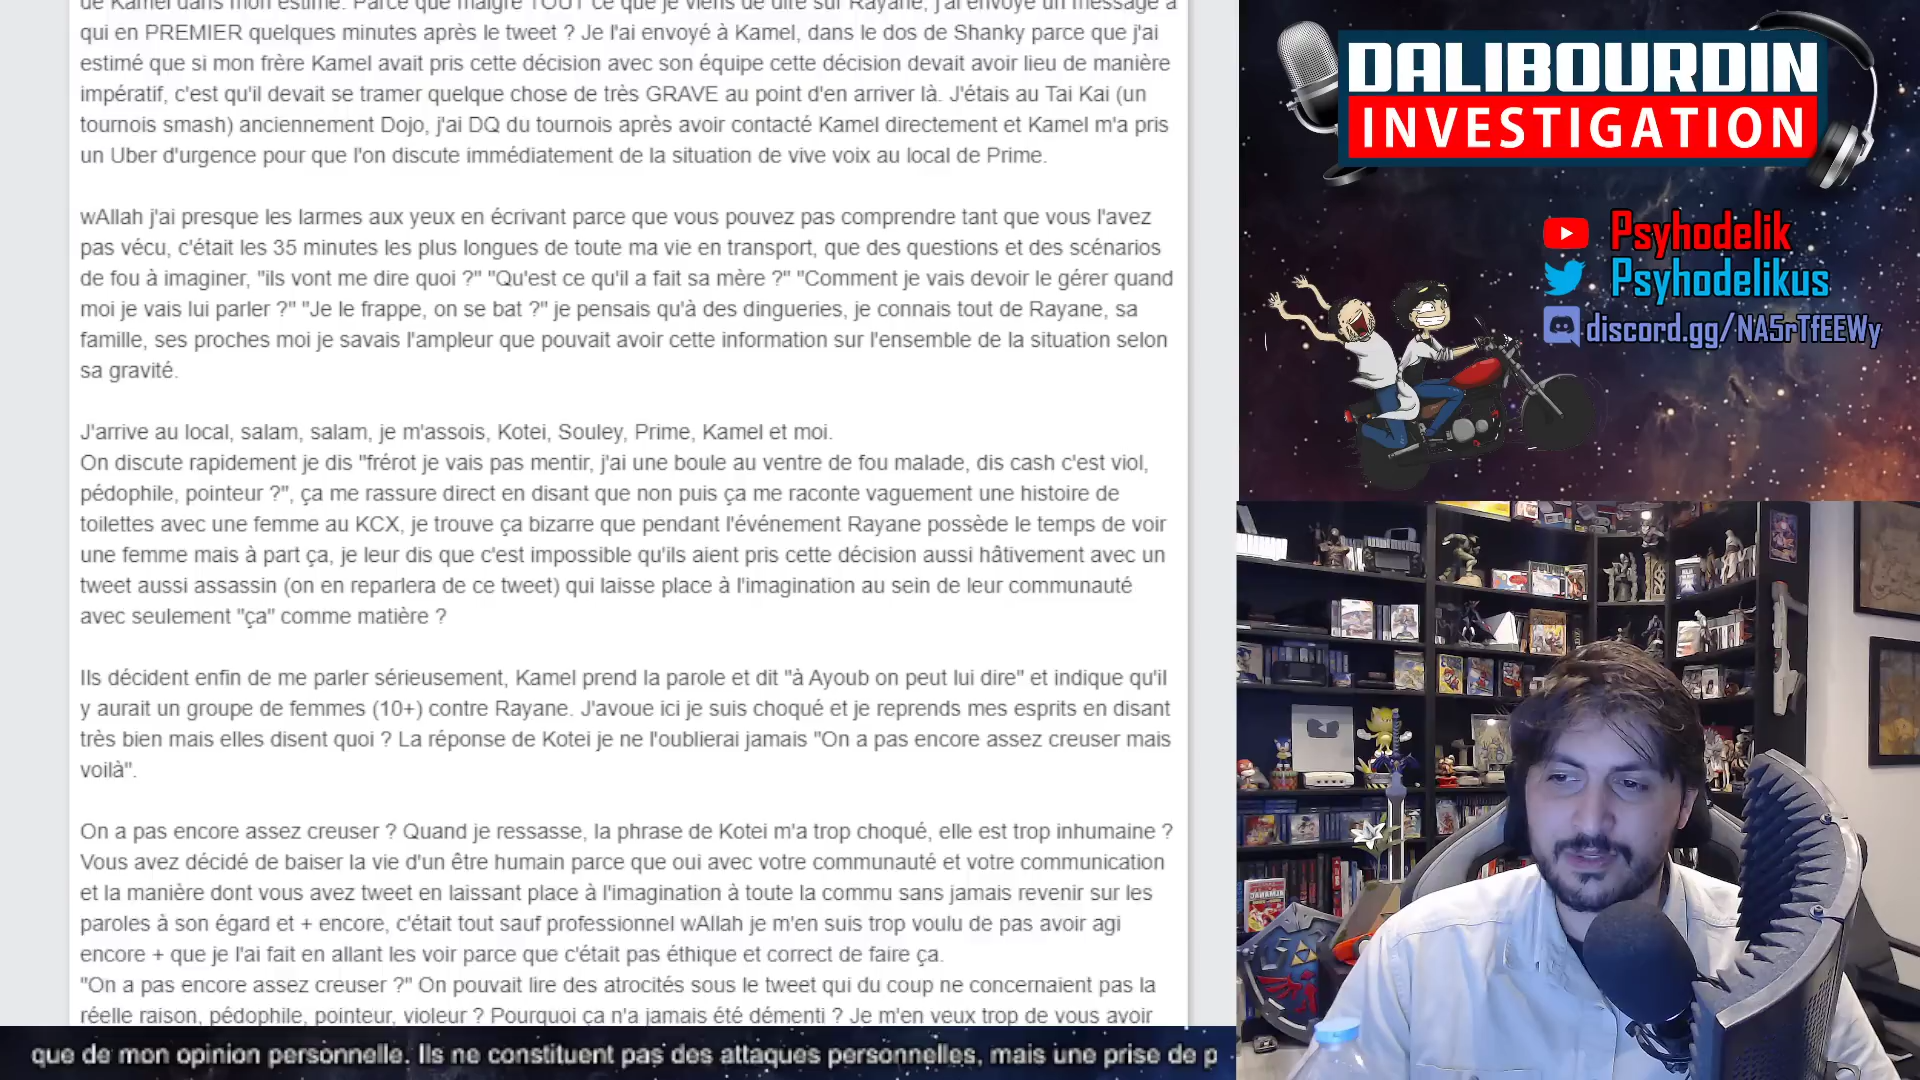 de Kamel dans mon estime. Parce que malgré TOUT ce que je viens de dire sur Rayane, j'ai envoyé un message à
qui en PREMIER quelques minutes après le tweet ? Je l'ai envoyé à Kamel, dans le dos de Shanky parce que j'ai
estimé que si mon frère Kamel avait pris cette décision avec son équipe cette décision devait avoir lieu de manière
impératif, c'est qu'il devait se tramer quelque chose de très GRAVE au point d'en arriver là. J'étais au Tai Kai (un
tournois smash) anciennement Dojo, j'ai DQ du tournois après avoir contacté Kamel directement et Kamel m'a pris
un Uber d'urgence pour que l'on discute immédiatement de la situation de vive voix au local de Prime.
wAllah j'ai presque les larmes aux yeux en écrivant parce que vous pouvez pas comprendre tant que vous l'avez
pas vécu, c'était les 35 minutes les plus longues de toute ma vie en transport, que des questions et des scénarios
de fou à imaginer, "ils vont me dire quoi ?" "Qu'est ce qu'il a fait sa mère ?" "Comment je vais devoir le gérer quand
moi je vais lui parler ?" "Je le frappe, on se bat ?" je pensais qu'à des dingueries, je connais tout de Rayane, sa
famille, ses proches moi je savais l'ampleur que pouvait avoir cette information sur l'ensemble de la situation selon
sa gravité.
J'arrive au local, salam, salam, je m'assois, Kotei, Souley, Prime, Kamel et moi.
On discute rapidement je dis "frérot je vais pas mentir, j'ai une boule au ventre de fou malade, dis cash c'est viol,
pédophile, pointeur ?", ça me rassure direct en disant que non puis ça me raconte vaguement une histoire de
toilettes avec une femme au KCX, je trouve ça bizarre que pendant l'événement Rayane possède le temps de voir
une femme mais à part ça, je leur dis que c'est impossible qu'ils aient pris cette décision aussi hâtivement avec un
tweet aussi assassin (on en reparlera de ce tweet) qui laisse place à l'imagination au sein de leur communauté
avec seulement "ça" comme matière ?
Ils décident enfin de me parler sérieusement, Kamel prend la parole et dit "à Ayoub on peut lui dire" et indique qu'il
y aurait un groupe de femmes (10+) contre Rayane. J'avoue ici je suis choqué et je reprends mes esprits en disant
très bien mais elles disent quoi ? La réponse de Kotei je ne l'oublierai jamais "On a pas encore assez creuser mais
voilà".
On a pas encore assez creuser ? Quand je ressasse, la phrase de Kotei m'a trop choqué, elle est trop inhumaine ?
Vous avez décidé de baiser la vie d'un être humain parce que oui avec votre communauté et votre communication
et la manière dont vous avez tweet en laissant place à l'imagination à toute la commu sans jamais revenir sur les
paroles à son égard et + encore, c'était tout sauf professionnel wAllah je m'en suis trop voulu de pas avoir agi
encore + que je l'ai fait en allant les voir parce que c'était pas éthique et correct de faire ça.
"On a pas encore assez creuser ?" On pouvait lire des atrocités sous le tweet qui du coup ne concernaient pas la
réelle raison, pédophile, pointeur, violeur ? Pourquoi ça n'a jamais été démenti ? Je m'en veux trop de vous avoir
que de mon opinion personnelle. Ils ne constituent pas des attaques personnelles, mais une prise de p
DALIBOURDIN
INVESTIGATION
Psyhodelik
Psyhodelikus
discord.gg/NA5rTfEEWy